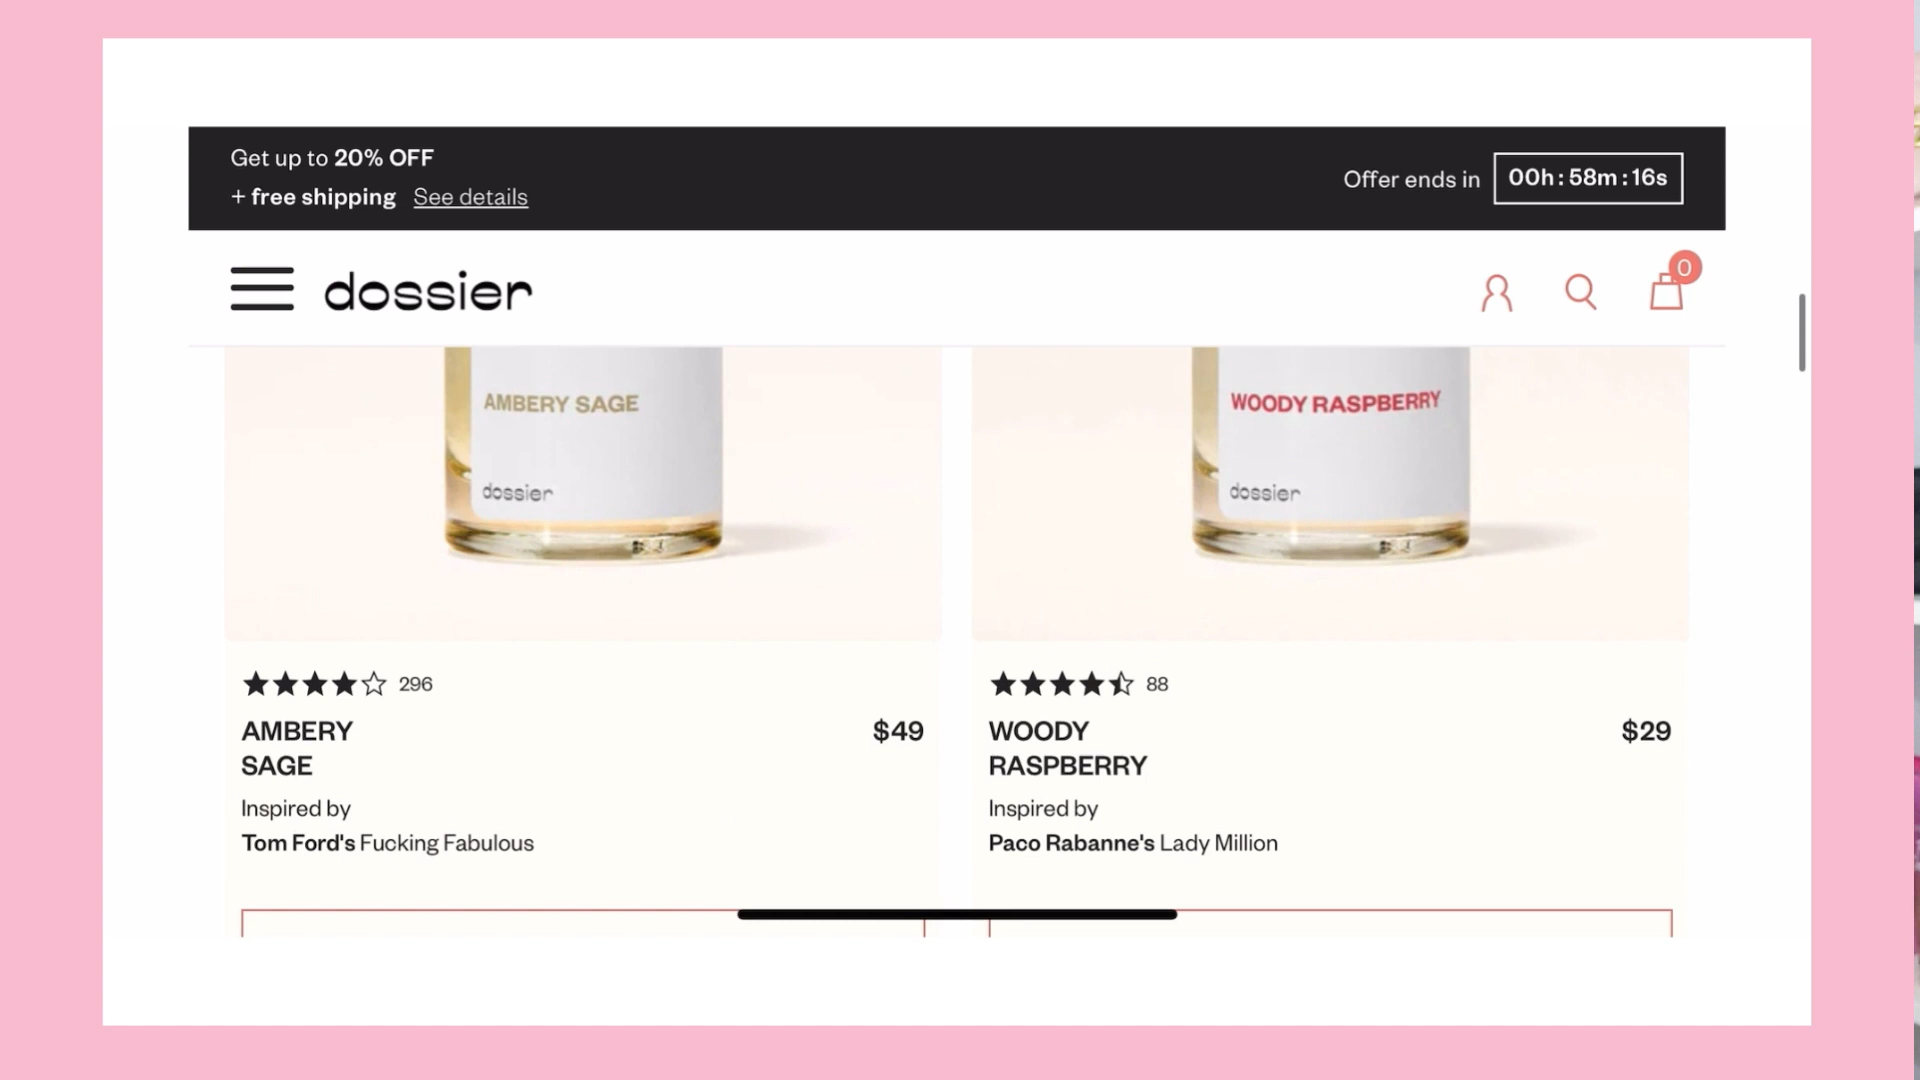 Get up to 20% OFF
+ free shipping See details
Offer ends in 00h:58m:16s
dossier
0
AMBERY SAGE
dossier
WOODY RASPBERRY
dossier
296
AMBERY
SAGE
$49
Inspired by
Tom Ford's Fucking Fabulous
88
WOODY
RASPBERRY
$29
Inspired by
Paco Rabanne's Lady Million